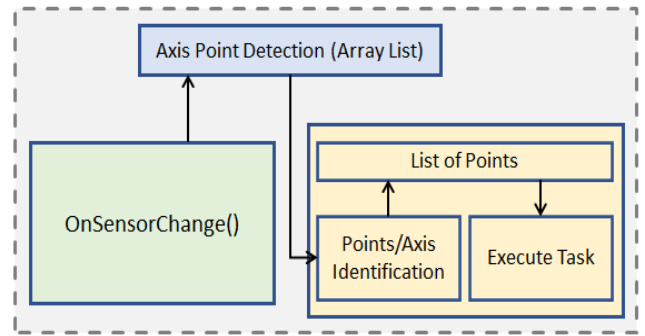 Axis Point Detection (Array List)
OnSensorChange()
List of Points
Points/Axis
Identification
Execute Task